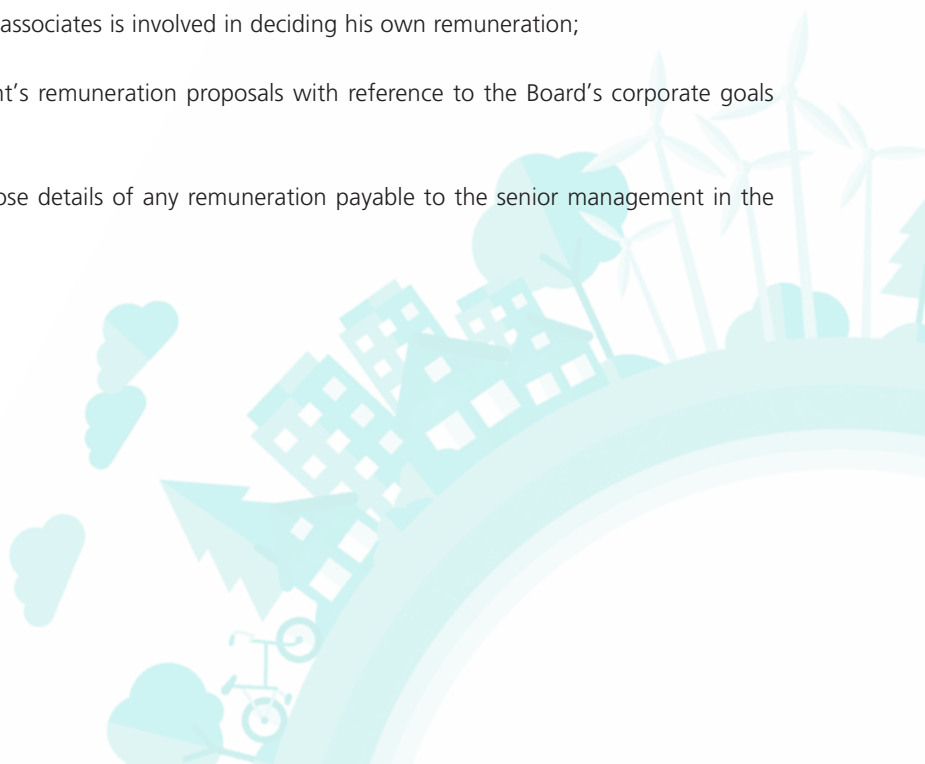 associates is involved in deciding his own remuneration;
nt's remuneration proposals with reference to the Board's corporate goals
ose details of any remuneration payable to the senior management in the